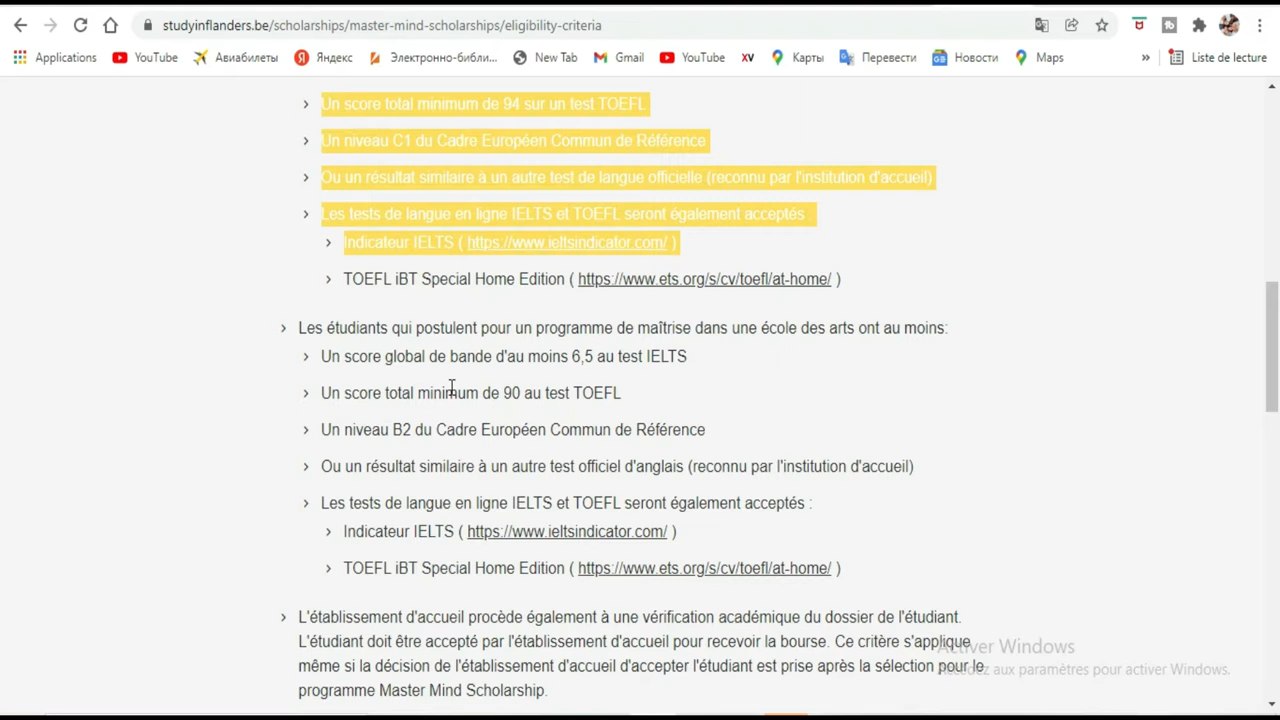 studyinflanders.be/scholarships/master-mind-scholarships/eligibility-criteria
Applications YouTube Авиабилеты Яндекс Электронно-библи... New Tab Gmail YouTube XV Карты Перевести Новости Maps » Liste de lecture
Un score total minimum de 94 sur un test TOEFL
Un niveau C1 du Cadre Européen Commun de Référence
Ou un résultat similaire à un autre test de langue officielle (reconnu par l'institution d'accueil)
Les tests de langue en ligne IELTS et TOEFL seront également acceptés
Indicateur IELTS ( https://www.ieltsindicator.com/ )
TOEFL iBT Special Home Edition ( https://www.ets.org/s/cv/toefl/at-home/ )
Les étudiants qui postulent pour un programme de maîtrise dans une école des arts ont au moins:
Un score global de bande d'au moins 6,5 au test IELTS
Un score total minimum de 90 au test TOEFL
Un niveau B2 du Cadre Européen Commun de Référence
Ou un résultat similaire à un autre test officiel d'anglais (reconnu par l'institution d'accueil)
Les tests de langue en ligne IELTS et TOEFL seront également acceptés :
Indicateur IELTS ( https://www.ieltsindicator.com/ )
TOEFL iBT Special Home Edition ( https://www.ets.org/s/cv/toefl/at-home/ )
L'établissement d'accueil procède également à une vérification académique du dossier de l'étudiant.
L'étudiant doit être accepté par l'établissement d'accueil pour recevoir la bourse. Ce critère s'applique
même si la décision de l'établissement d'accueil d'accepter l'étudiant est prise après la sélection pour le
programme Master Mind Scholarship.
Activer Windows
Accédez aux paramètres pour activer Windows.